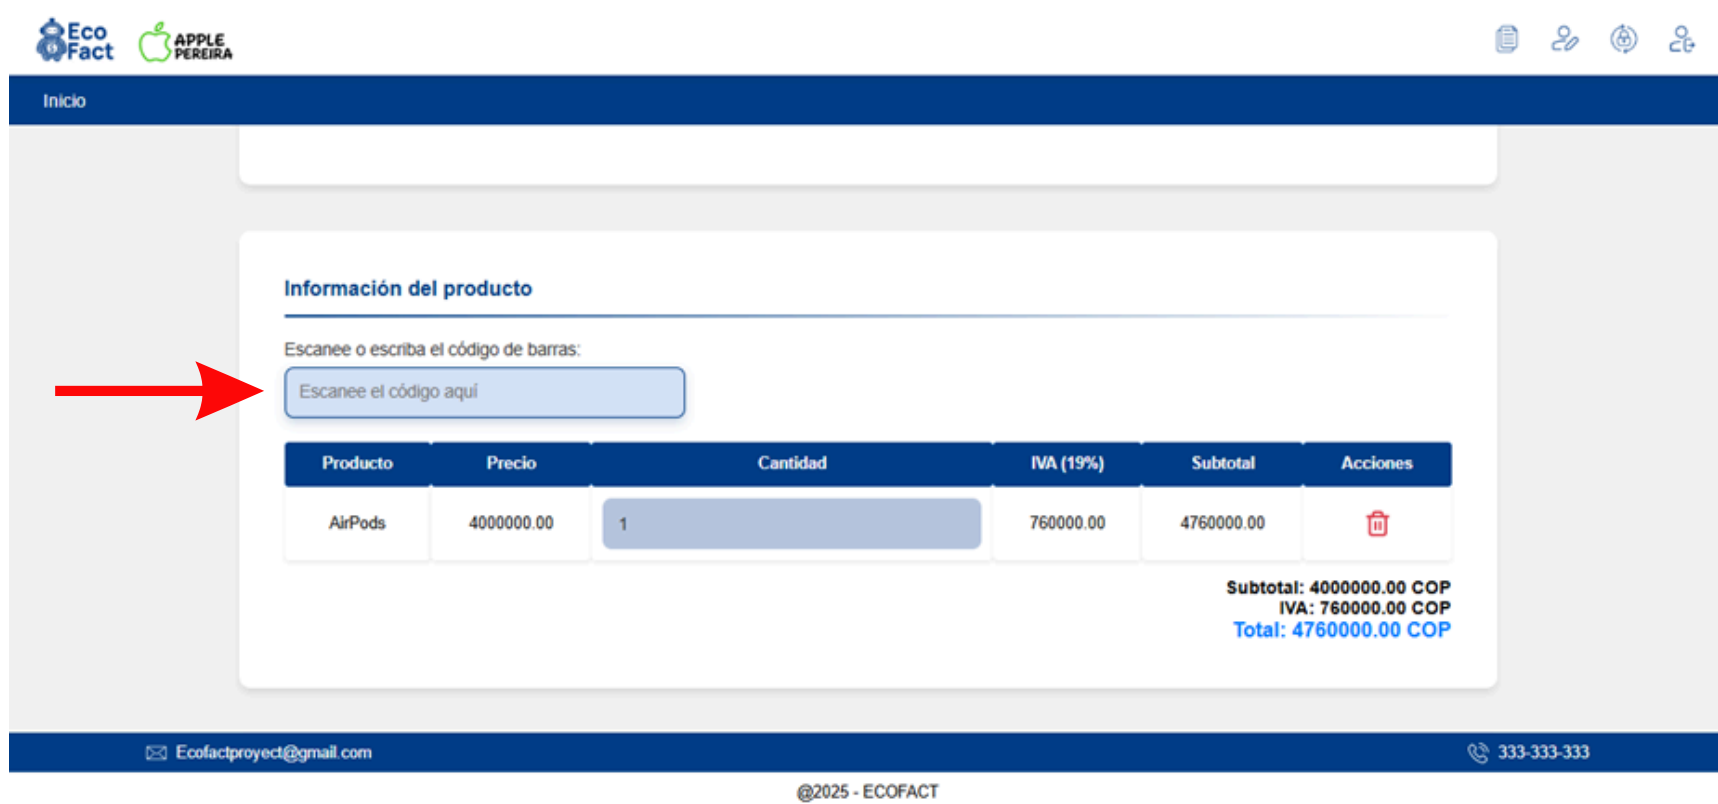 Eco
Fact
APPLE
PEREIRA
Inicio
Información del producto
Escanee o escriba el código de barras:
Escanee el código aquí
Producto Precio Cantidad IVA (19%) Subtotal Acciones
AirPods 4000000.00 1 760000.00 4760000.00
Subtotal: 4000000.00 COP
IVA: 760000.00 COP
Total: 4760000.00 COP
Ecofactproyect@gmail.com 333-333-333
@2025 - ECOFACT